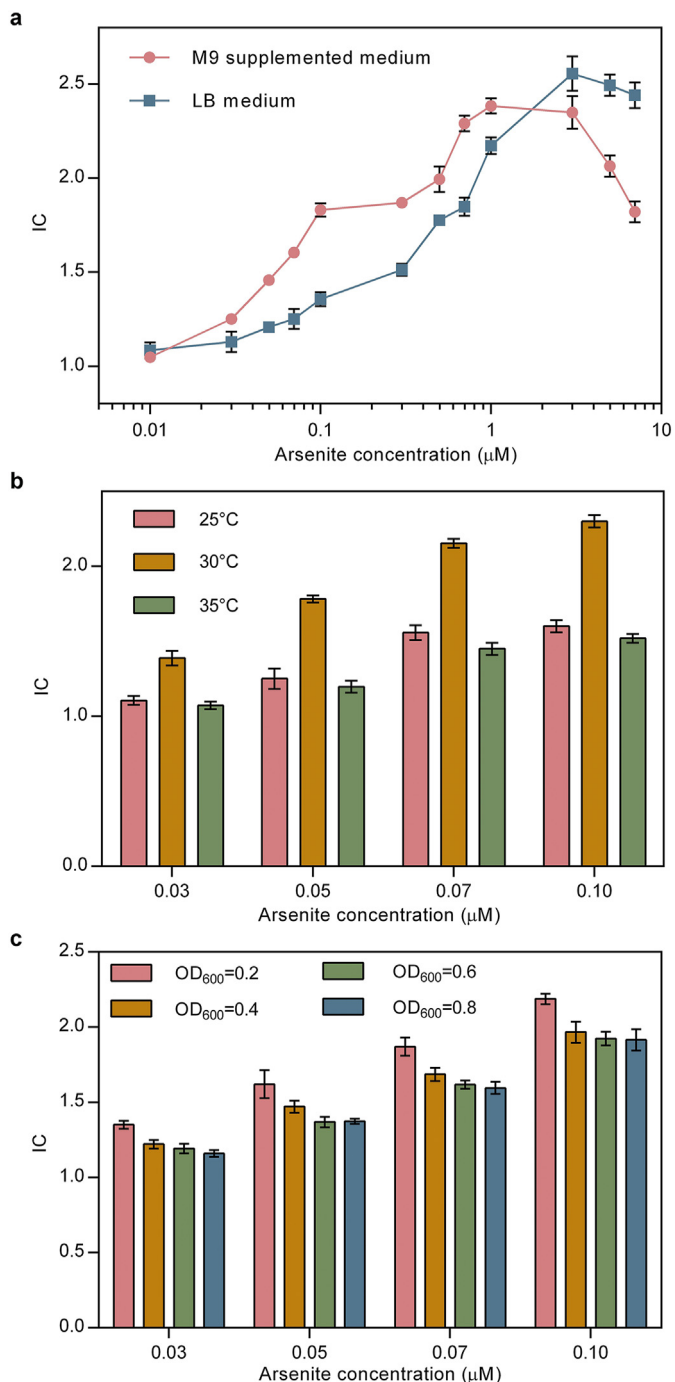 a
M9 supplemented medium
LB medium
IC
2.5
2.0
1.5
1.0
0.01
0.1
1
10
Arsenite concentration (μM)
b
25°C
30°C
35°C
IC
2.0
1.0
0.0
0.03
0.05
0.07
0.10
Arsenite concentration (μM)
c
OD600=0.2
OD600=0.4
OD600=0.6
OD600=0.8
IC
2.5
2.0
1.5
1.0
0.5
0.0
0.03
0.05
0.07
0.10
Arsenite concentration (μM)